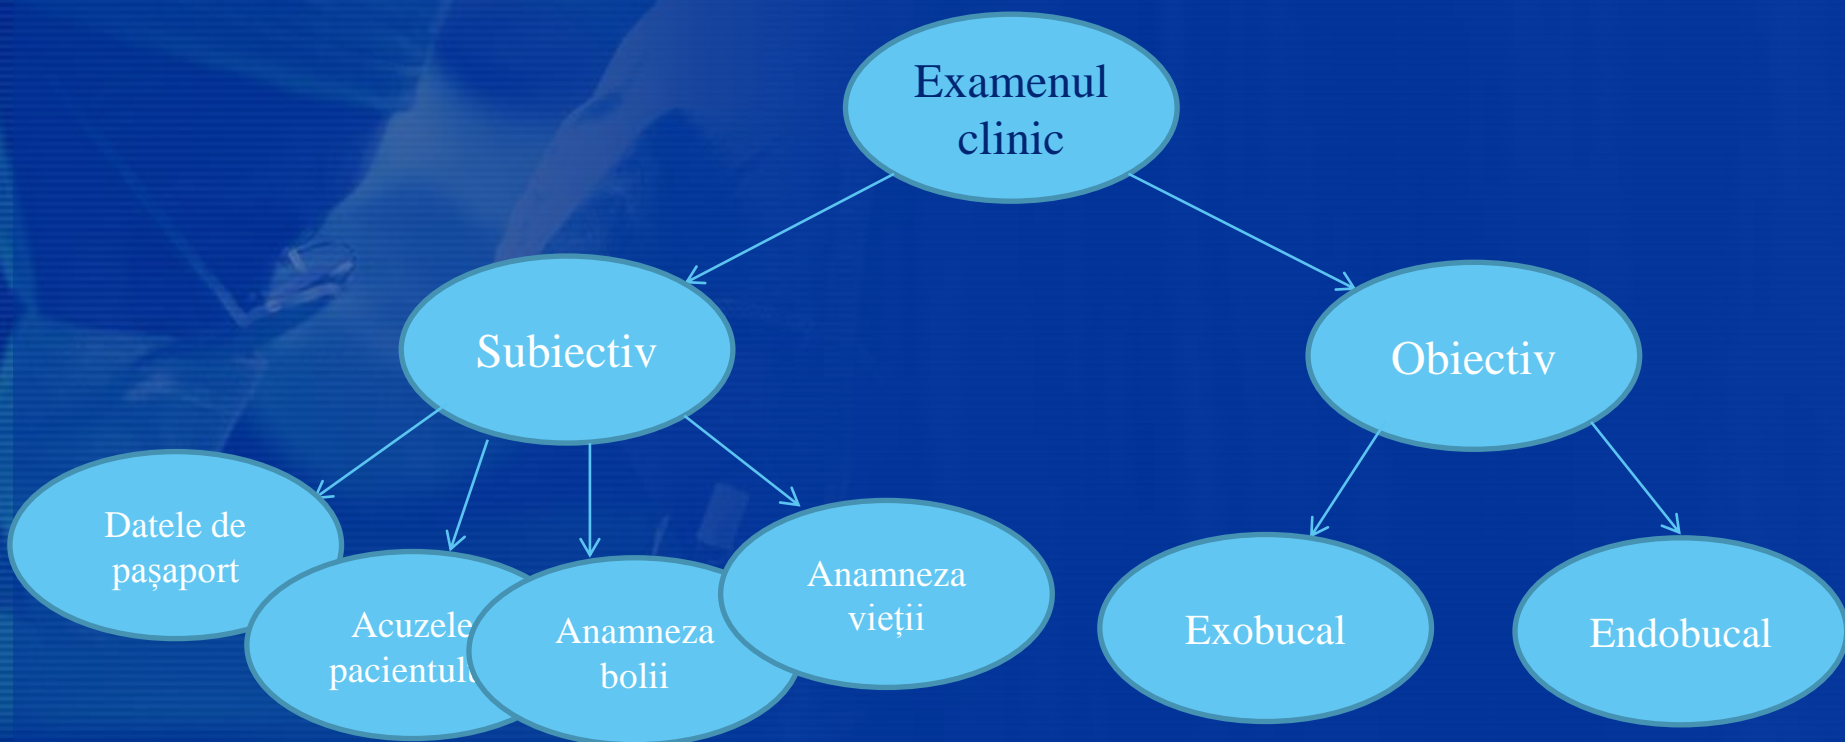 Examenul
clinic
Subiectiv
Obiectiv
Datele de
pașaport
Acuzele
Anamneza
bolii
Anamneza
vieții
Exobucal
Endobucal